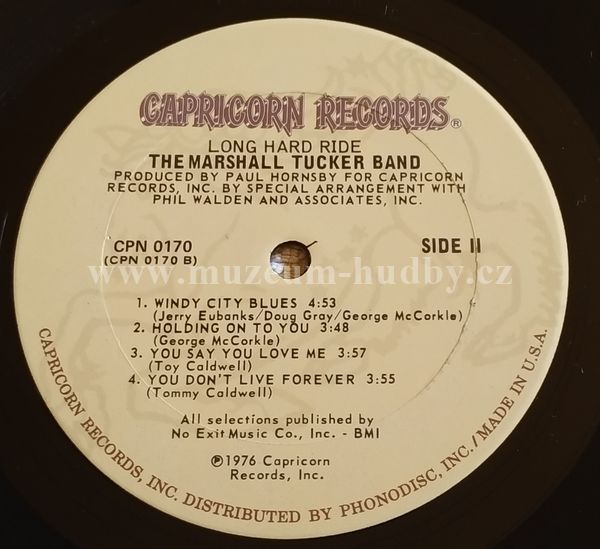 CAPRICORN RECORDS®
LONG HARD RIDE
THE MARSHALL TUCKER BAND
PRODUCED BY PAUL HORNSBY FOR CAPRICORN
RECORDS, INC. BY SPECIAL ARRANGEMENT WITH
PHIL WALDEN AND ASSOCIATES, INC.
CPN 0170
(CPN 0170 B)
SIDE II
www.muzeum-hudby.cz
1. WINDY CITY BLUES 4:53
(Jerry Eubanks/Doug Gray/George McCorkle)
2. HOLDING ON TO YOU 3:48
(George McCorkle)
3. YOU SAY YOU LOVE ME 3:57
(Toy Caldwell)
4. YOU DON'T LIVE FOREVER 3:55
(Tommy Caldwell)
All selections published by
No Exit Music Co., Inc. - BMI
℗1976 Capricorn
Records, Inc.
CAPRICORN RECORDS, INC. DISTRIBUTED BY PHONODISC, INC./MADE IN U.S.A.